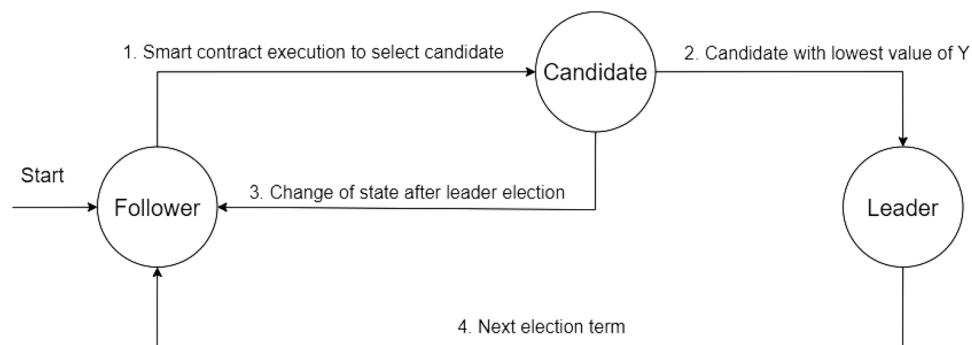 1. Smart contract execution to select candidate
Candidate
2. Candidate with lowest value of Y
Start
Follower
3. Change of state after leader election
Leader
4. Next election term